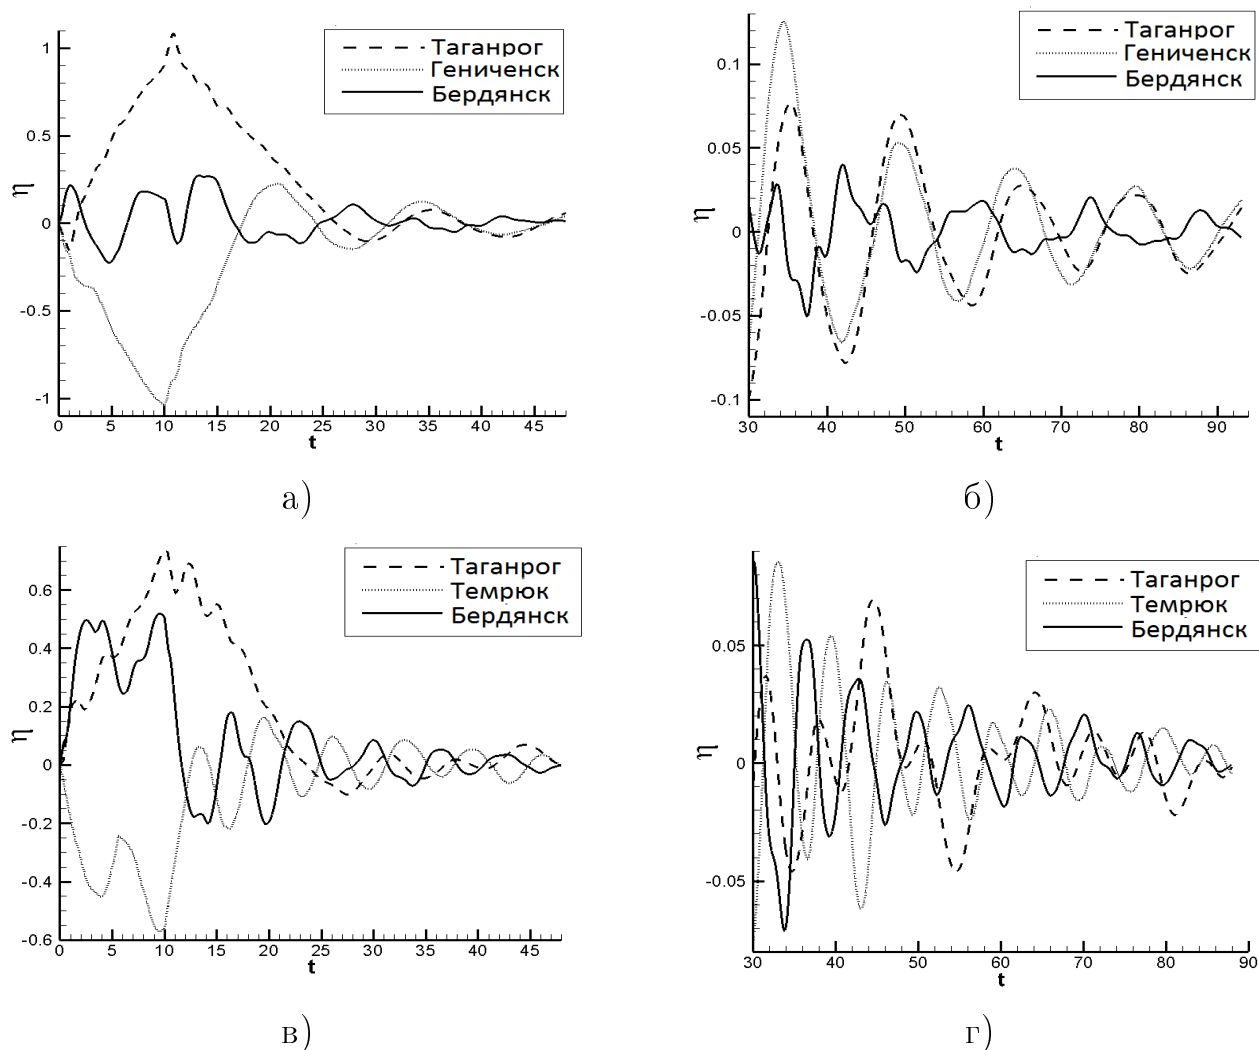 Таганрог
Гениченск
Бердянск
1
0.5
0
-0.5
-1
η
0 5 10 15 20 25 30 35 40 45
t
а)
Таганрог
Гениченск
Бердянск
0.1
0.05
0
-0.05
-0.1
η
30 40 50 60 70 80 90
t
б)
Таганрог
Темрюк
Бердянск
0.6
0.4
0.2
0
-0.2
-0.4
-0.6
η
0 5 10 15 20 25 30 35 40 45
t
в)
Таганрог
Темрюк
Бердянск
0.05
0
-0.05
η
30 40 50 60 70 80 90
t
г)